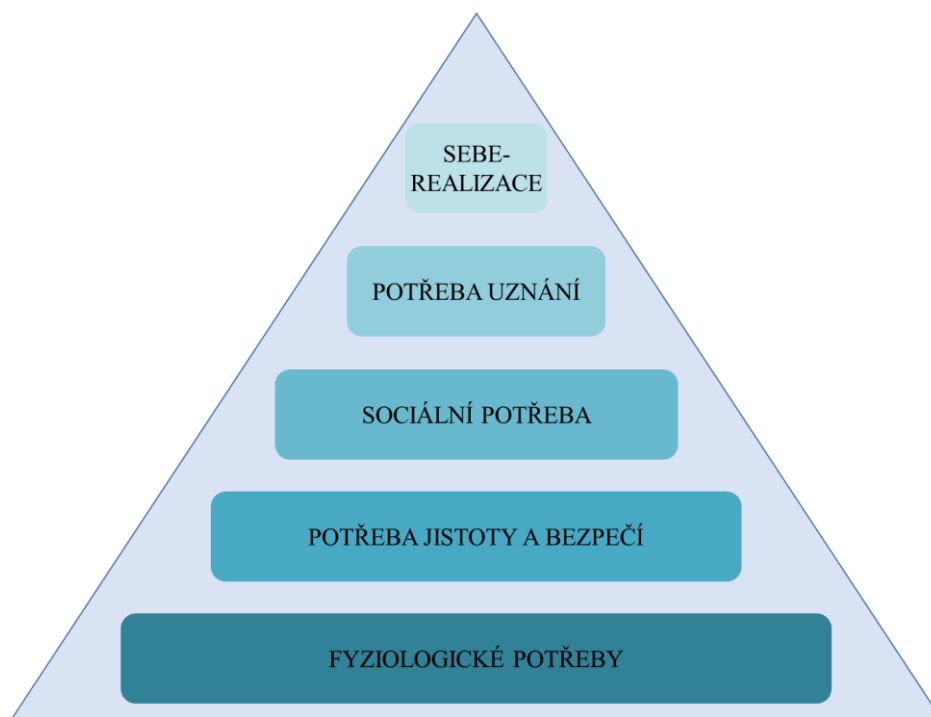 SEBE-
REALIZACE
POTŘEBA UZNÁNÍ
SOCIÁLNÍ POTŘEBA
POTŘEBA JISTOTY A BEZPEČÍ
FYZIOLOGICKÉ POTŘEBY